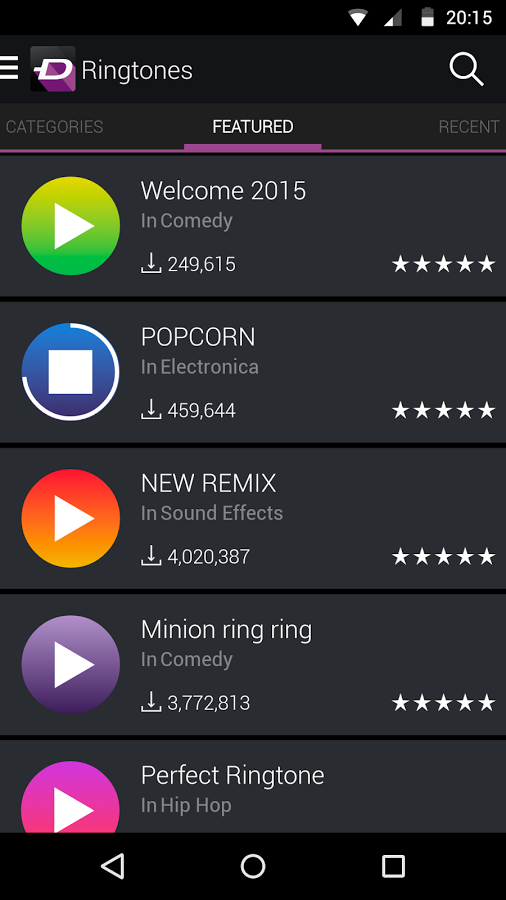 20:15
Ringtones
CATEGORIES FEATURED RECENT
Welcome 2015
In Comedy
249,615
POPCORN
In Electronica
459,644
NEW REMIX
In Sound Effects
4,020,387
Minion ring ring
In Comedy
3,772,813
Perfect Ringtone
In Hip Hop